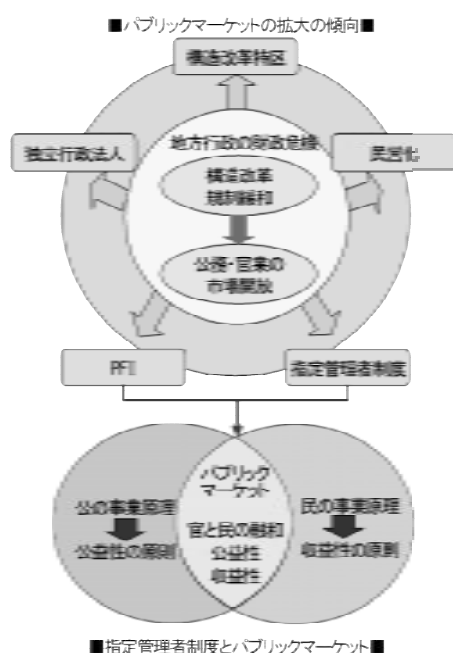 ■パブリックマーケットの拡大の傾向■
構造改革特区
独立行政法人
地方行政の財政危機
民営化
構造改革
規制緩和
公務・官業の
市場開放
PFI
指定管理者制度
パブリック
マーケット
公の事業原理
公益性の原則
官と民の融和
公益性
収益性
民の事業原理
収益性の原則
■指定管理者制度とパブリックマーケット■